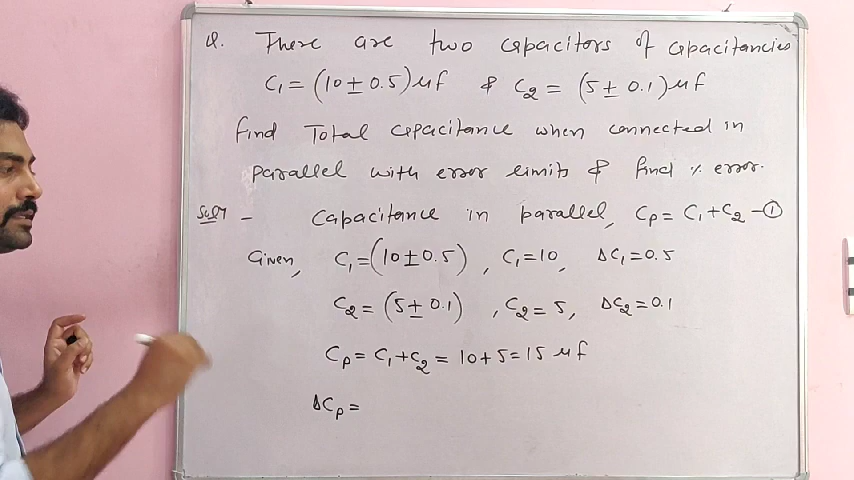 Q. There are two capacitors of capacitancies
C₁ = (10 ± 0.5) μf & C₂ = (5 ± 0.1) μf
find Total capacitance when connected in
parallel with error limits & find % error.
Solⁿ - Capacitance in parallel, Cp = C₁ + C₂ - ①
Given, C₁ = (10 ± 0.5), C₁ = 10, ΔC₁ = 0.5
C₂ = (5 ± 0.1), C₂ = 5, ΔC₂ = 0.1
Cp = C₁ + C₂ = 10 + 5 = 15 μf
ΔCp =